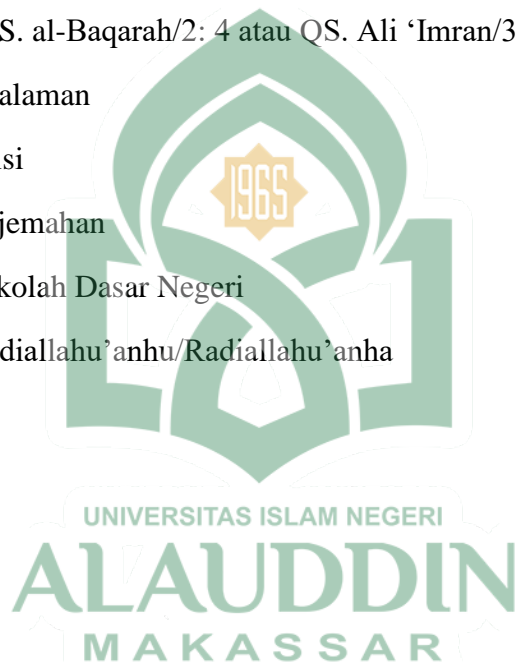 S. al-Baqarah/2: 4 atau QS. Ali ‘Imran/3
alaman
si
jemahan
kolah Dasar Negeri
diallahu’anhu/Radiallahu’anha
1965
UNIVERSITAS ISLAM NEGERI
ALAUDDIN
MAKASSAR